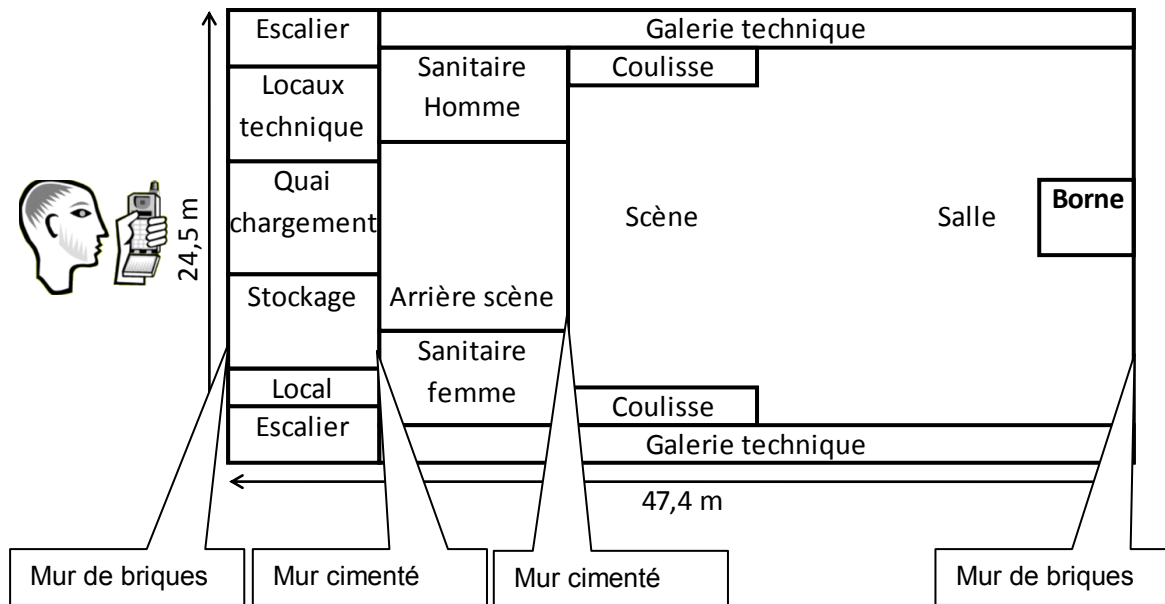 Escalier
Galerie technique
Locaux
technique
Sanitaire
Homme
Coulisse
Quai
chargement
Scène
Salle
Borne
24,5 m
Stockage
Arrière scène
Sanitaire
femme
Local
Coulisse
Escalier
Galerie technique
47,4 m
Mur de briques
Mur cimenté
Mur cimenté
Mur de briques